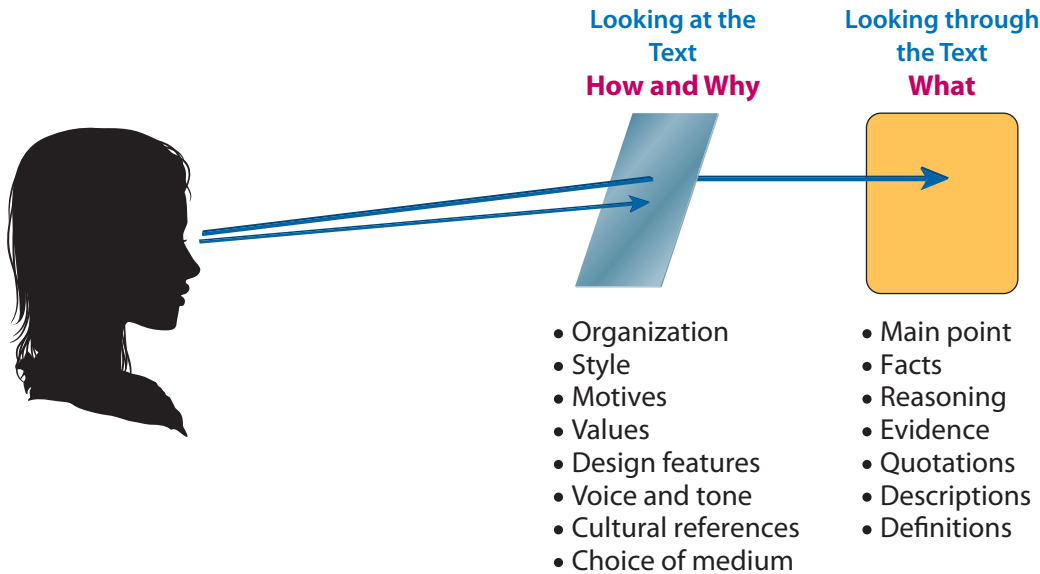 Looking at the
Text
How and Why
• Organization
• Style
• Motives
• Values
• Design features
• Voice and tone
• Cultural references
• Choice of medium
Looking through
the Text
What
• Main point
• Facts
• Reasoning
• Evidence
• Quotations
• Descriptions
• Definitions